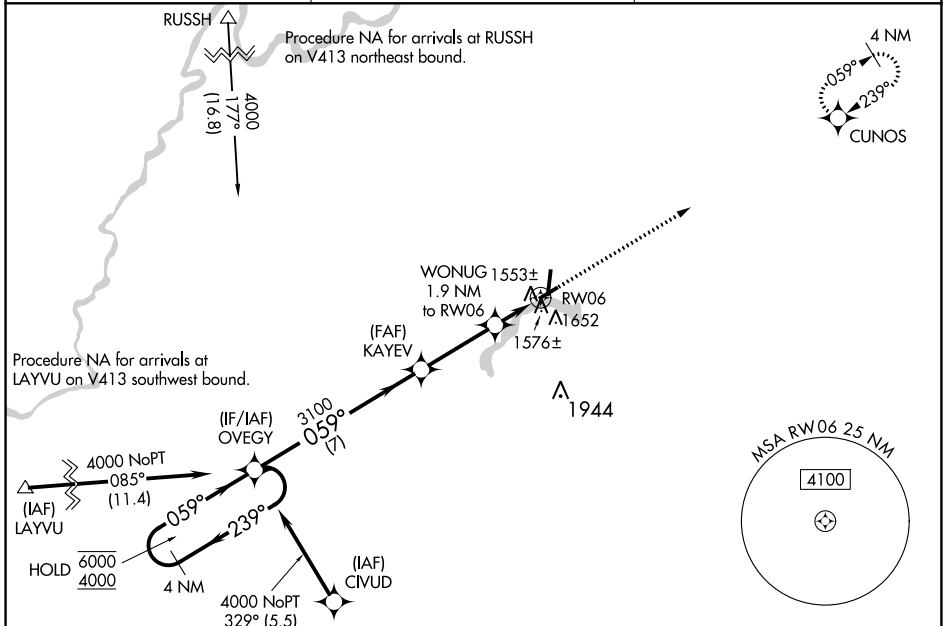 RUSSH
Procedure NA for arrivals at RUSSH
on V413 northeast bound.
4000
177°
(16.8)
4 NM
059°
239°
CUNOS
WONUG
1.9 NM
to RW06
1553±
RW06
1652
1576±
(FAF)
KAYEV
1944
Procedure NA for arrivals at
LAYVU on V413 southwest bound.
(IF/IAF)
OVEGY
3100
059°
(7)
4000 NoPT
085°
(11.4)
(IAF)
LAYVU
059°
239°
HOLD
6000
4000
4 NM
(IAF)
CIVUD
4000 NoPT
329° (5.5)
MSA RW06 25 NM
4100